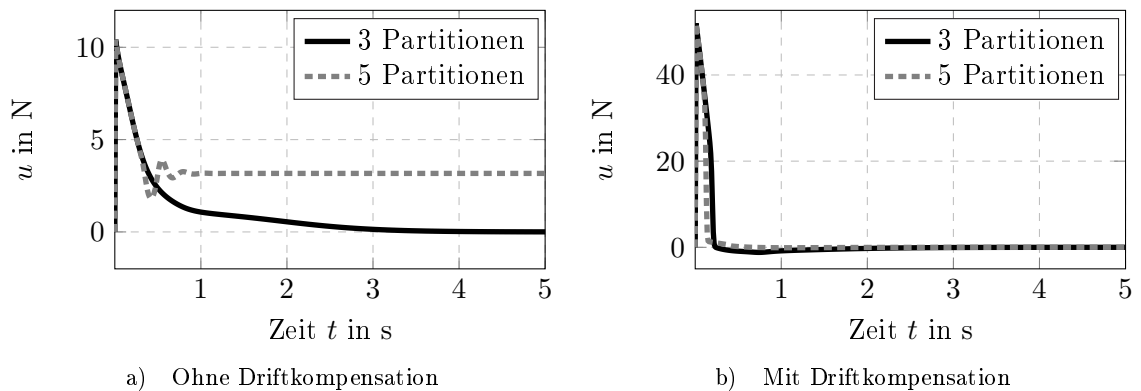 10
5
0
u in N
1
2
3
4
5
Zeit t in s
3 Partitionen
5 Partitionen
a) Ohne Driftkompensation
40
20
0
u in N
1
2
3
4
5
Zeit t in s
3 Partitionen
5 Partitionen
b) Mit Driftkompensation